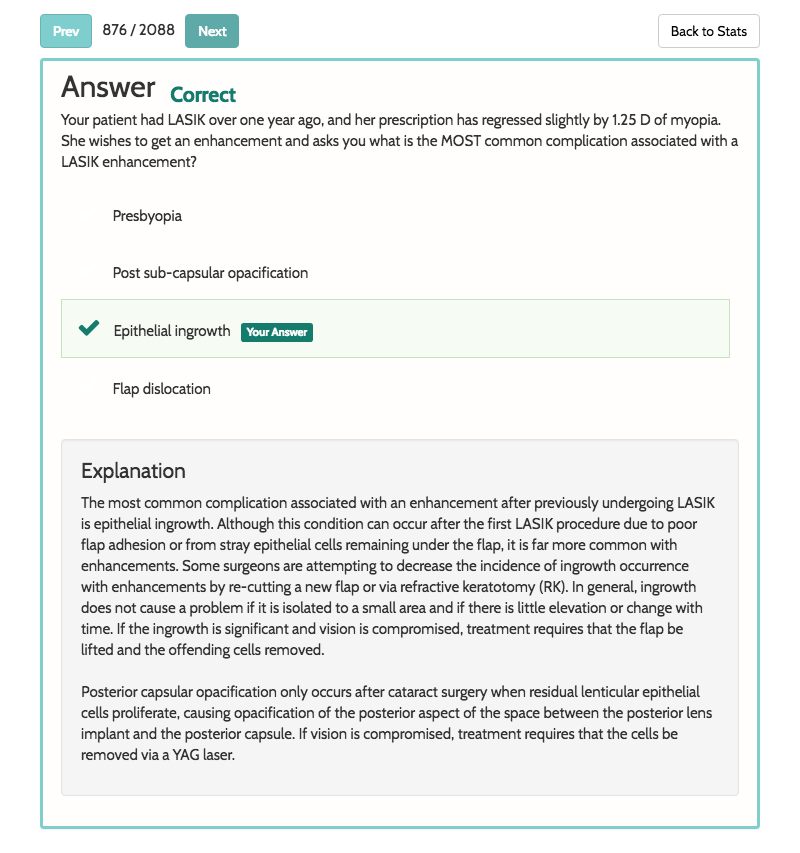 Prev 876 / 2088 Next Back to Stats
Answer Correct
Your patient had LASIK over one year ago, and her prescription has regressed slightly by 1.25 D of myopia.
She wishes to get an enhancement and asks you what is the MOST common complication associated with a
LASIK enhancement?
Presbyopia
Post sub-capsular opacification
Epithelial ingrowth Your Answer
Flap dislocation
Explanation
The most common complication associated with an enhancement after previously undergoing LASIK
is epithelial ingrowth. Although this condition can occur after the first LASIK procedure due to poor
flap adhesion or from stray epithelial cells remaining under the flap, it is far more common with
enhancements. Some surgeons are attempting to decrease the incidence of ingrowth occurrence
with enhancements by re-cutting a new flap or via refractive keratotomy (RK). In general, ingrowth
does not cause a problem if it is isolated to a small area and if there is little elevation or change with
time. If the ingrowth is significant and vision is compromised, treatment requires that the flap be
lifted and the offending cells removed.
Posterior capsular opacification only occurs after cataract surgery when residual lenticular epithelial
cells proliferate, causing opacification of the posterior aspect of the space between the posterior lens
implant and the posterior capsule. If vision is compromised, treatment requires that the cells be
removed via a YAG laser.